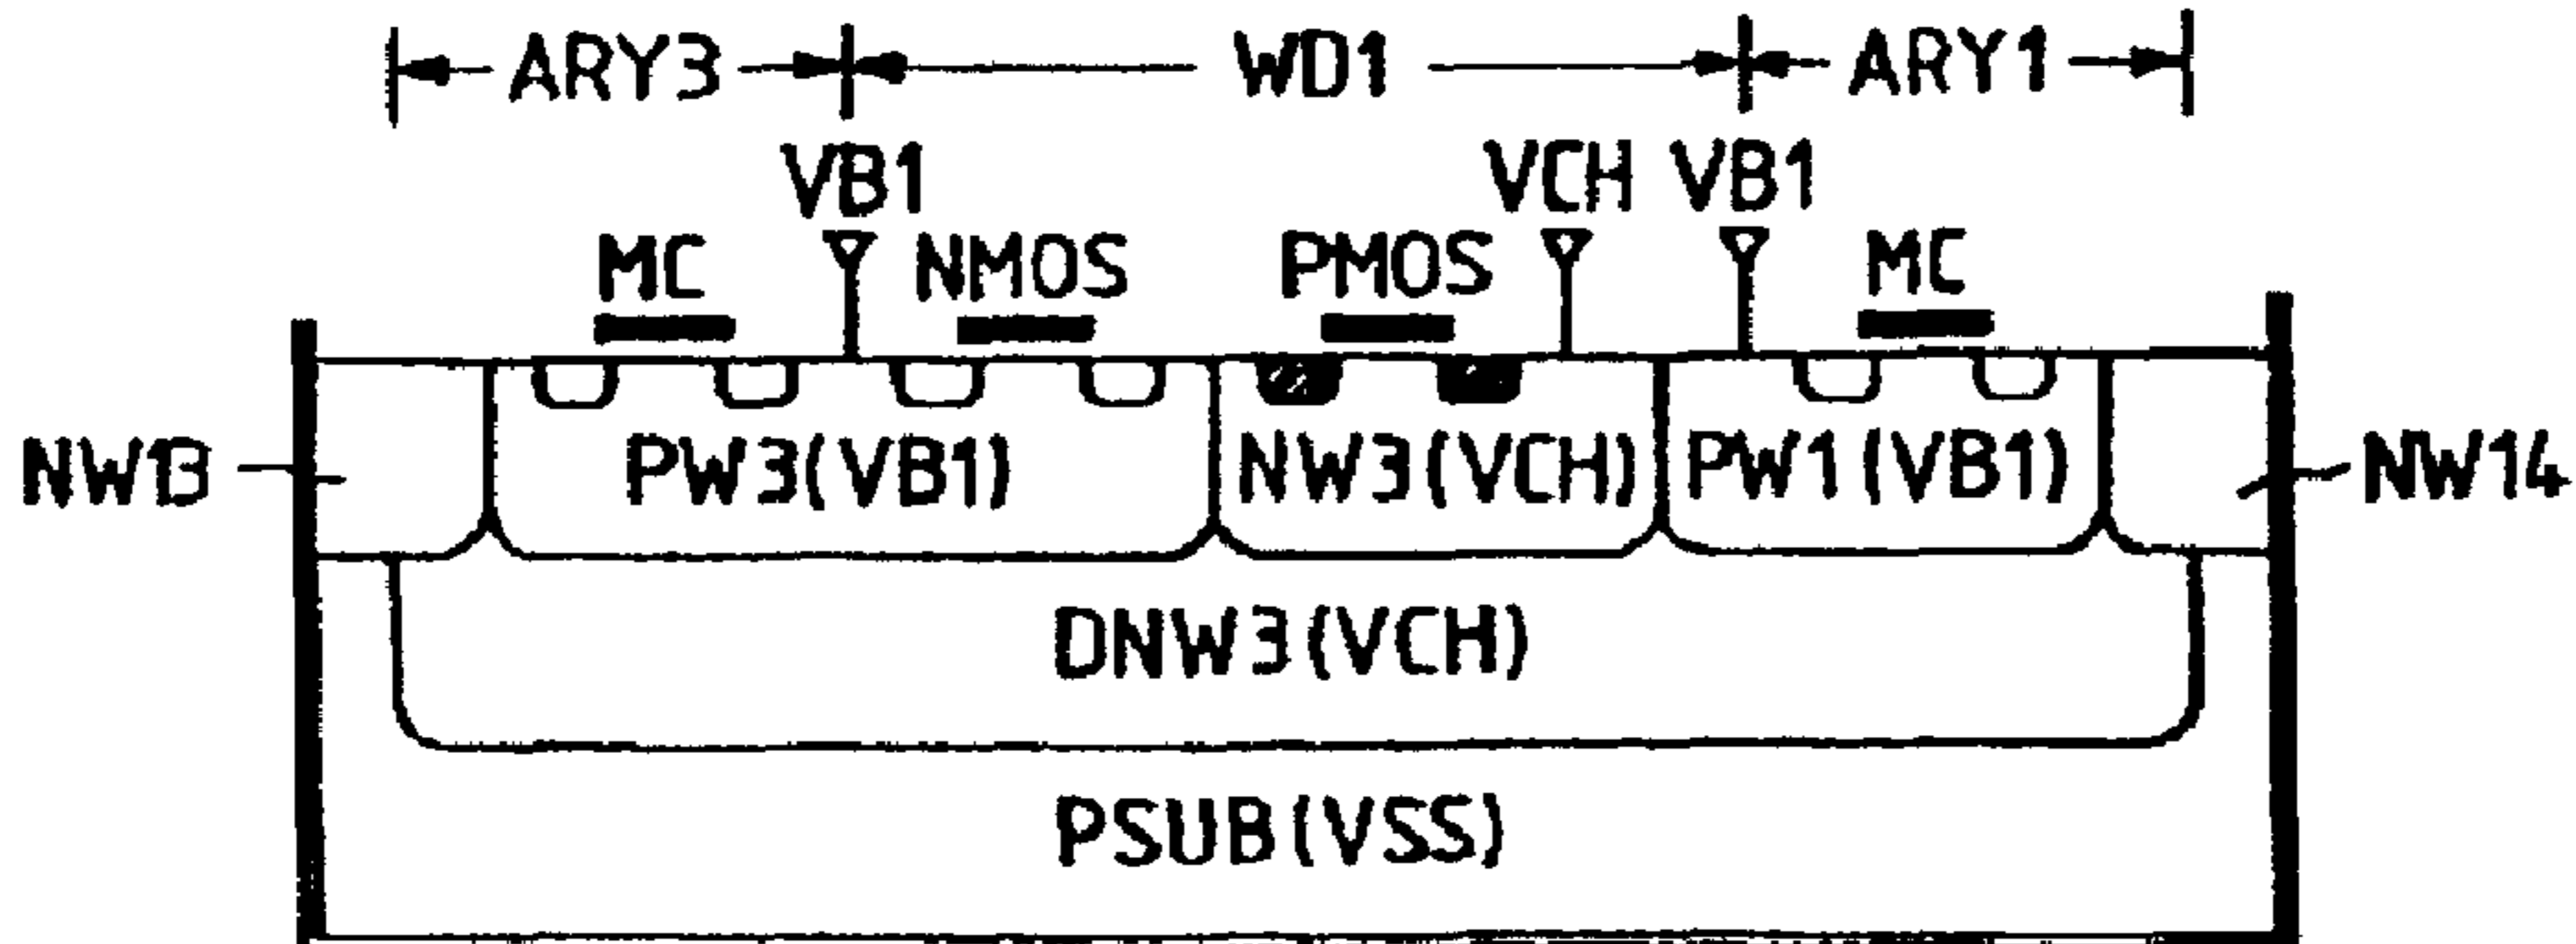 ARY3 WD1 ARY1
VB1 VCH VB1
MC NMOS PMOS MC
NW13 PW3(VB1) NW3(VCH) PW1(VB1) NW14
DNW3(VCH)
PSUB(VSS)